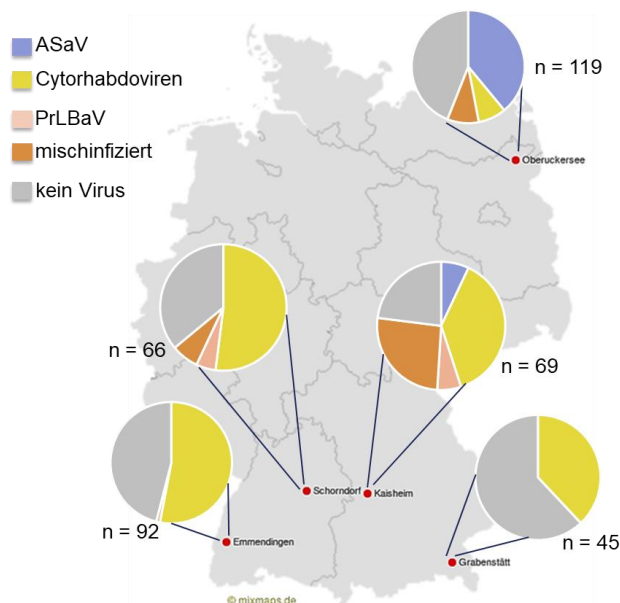 ASaV
Cytorhabdoviren
PrLBaV
mischinfiziert
kein Virus
n = 119
Oberuckersee
n = 66
n = 69
Schorndorf
Kaisheim
n = 92
Emmendingen
n = 45
Grabenstätt
© mixmaps.de